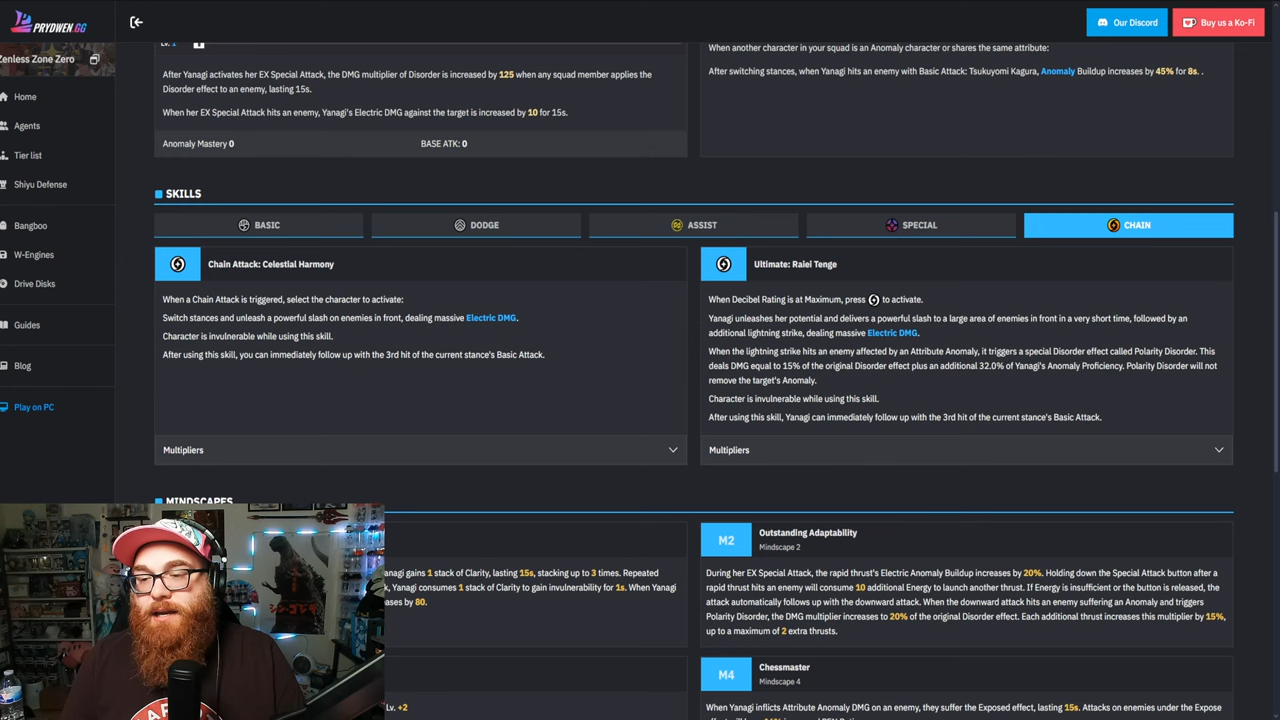 PRYDWEN.GG
Our Discord
Buy us a Ko-Fi
Zenless Zone Zero
Home
Agents
Tier list
Shiyu Defense
Bangboo
W-Engines
Drive Disks
Guides
Blog
Play on PC
Lv. 1
After Yanagi activates her EX Special Attack, the DMG multiplier of Disorder is increased by 125 when any squad member applies the
Disorder effect to an enemy, lasting 15s.
When her EX Special Attack hits an enemy, Yanagi's Electric DMG against the target is increased by 10 for 15s.
Anomaly Mastery 0
BASE ATK: 0
When another character in your squad is an Anomaly character or shares the same attribute:
After switching stances, when Yanagi hits an enemy with Basic Attack: Tsukuyomi Kagura, Anomaly Buildup increases by 45% for 8s. .
SKILLS
BASIC
DODGE
ASSIST
SPECIAL
CHAIN
Chain Attack: Celestial Harmony
When a Chain Attack is triggered, select the character to activate:
Switch stances and unleash a powerful slash on enemies in front, dealing massive Electric DMG.
Character is invulnerable while using this skill.
After using this skill, you can immediately follow up with the 3rd hit of the current stance's Basic Attack.
Multipliers
Ultimate: Raiei Tenge
When Decibel Rating is at Maximum, press to activate.
Yanagi unleashes her potential and delivers a powerful slash to a large area of enemies in front in a very short time, followed by an
additional lightning strike, dealing massive Electric DMG.
When the lightning strike hits an enemy affected by an Attribute Anomaly, it triggers a special Disorder effect called Polarity Disorder. This
deals DMG equal to 15% of the original Disorder effect plus an additional 32.0% of Yanagi's Anomaly Proficiency. Polarity Disorder will not
remove the target's Anomaly.
Character is invulnerable while using this skill.
After using this skill, Yanagi can immediately follow up with the 3rd hit of the current stance's Basic Attack.
Multipliers
MINDSCAPES
anagi gains 1 stack of Clarity, lasting 15s, stacking up to 3 times. Repeated
, Yanagi consumes 1 stack of Clarity to gain invulnerability for 1s. When Yanagi
ases by 80.
M2
Outstanding Adaptability
Mindscape 2
During her EX Special Attack, the rapid thrust's Electric Anomaly Buildup increases by 20%. Holding down the Special Attack button after a
rapid thrust hits an enemy will consume 10 additional Energy to launch another thrust. If Energy is insufficient or the button is released, the
attack automatically follows up with the downward attack. When the downward attack hits an enemy suffering an Anomaly and triggers
Polarity Disorder, the DMG multiplier increases to 20% of the original Disorder effect. Each additional thrust increases this multiplier by 15%,
up to a maximum of 2 extra thrusts.
Lv. +2
M4
Chessmaster
Mindscape 4
When Yanagi inflicts Attribute Anomaly DMG on an enemy, they suffer the Exposed effect, lasting 15s. Attacks on enemies under the Expose